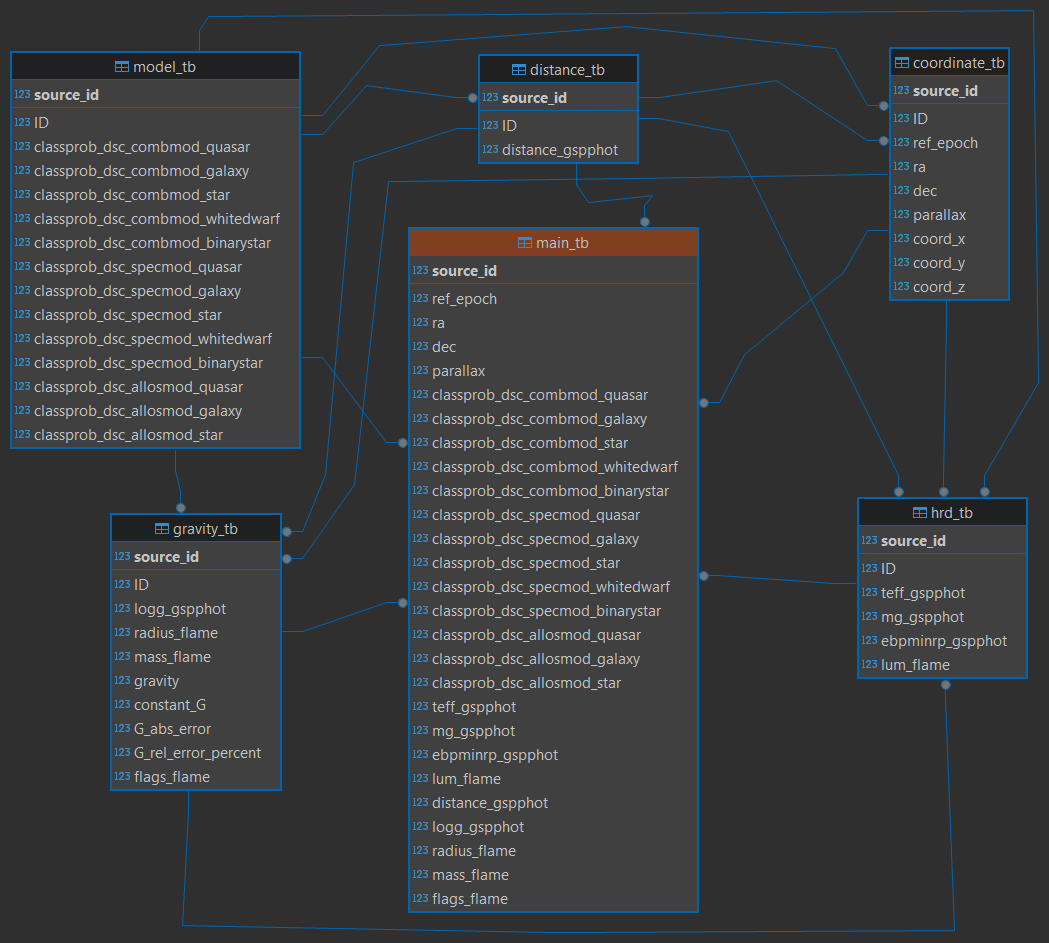 model_tb
123 source_id
123 ID
123 classprob_dsc_combmod_quasar
123 classprob_dsc_combmod_galaxy
123 classprob_dsc_combmod_star
123 classprob_dsc_combmod_whitedwarf
123 classprob_dsc_combmod_binarystar
123 classprob_dsc_specmod_quasar
123 classprob_dsc_specmod_galaxy
123 classprob_dsc_specmod_star
123 classprob_dsc_specmod_whitedwarf
123 classprob_dsc_specmod_binarystar
123 classprob_dsc_allosmod_quasar
123 classprob_dsc_allosmod_galaxy
123 classprob_dsc_allosmod_star
distance_tb
123 source_id
123 ID
123 distance_gspphot
coordinate_tb
123 source_id
123 ID
123 ref_epoch
123 ra
123 dec
123 parallax
123 coord_x
123 coord_y
123 coord_z
main_tb
123 source_id
123 ref_epoch
123 ra
123 dec
123 parallax
123 classprob_dsc_combmod_quasar
123 classprob_dsc_combmod_galaxy
123 classprob_dsc_combmod_star
123 classprob_dsc_combmod_whitedwarf
123 classprob_dsc_combmod_binarystar
123 classprob_dsc_specmod_quasar
123 classprob_dsc_specmod_galaxy
123 classprob_dsc_specmod_star
123 classprob_dsc_specmod_whitedwarf
123 classprob_dsc_specmod_binarystar
123 classprob_dsc_allosmod_quasar
123 classprob_dsc_allosmod_galaxy
123 classprob_dsc_allosmod_star
123 teff_gspphot
123 mg_gspphot
123 ebpminrp_gspphot
123 lum_flame
123 distance_gspphot
123 logg_gspphot
123 radius_flame
123 mass_flame
123 flags_flame
gravity_tb
123 source_id
123 ID
123 logg_gspphot
123 radius_flame
123 mass_flame
123 gravity
123 constant_G
123 G_abs_error
123 G_rel_error_percent
123 flags_flame
hrd_tb
123 source_id
123 ID
123 teff_gspphot
123 mg_gspphot
123 ebpminrp_gspphot
123 lum_flame